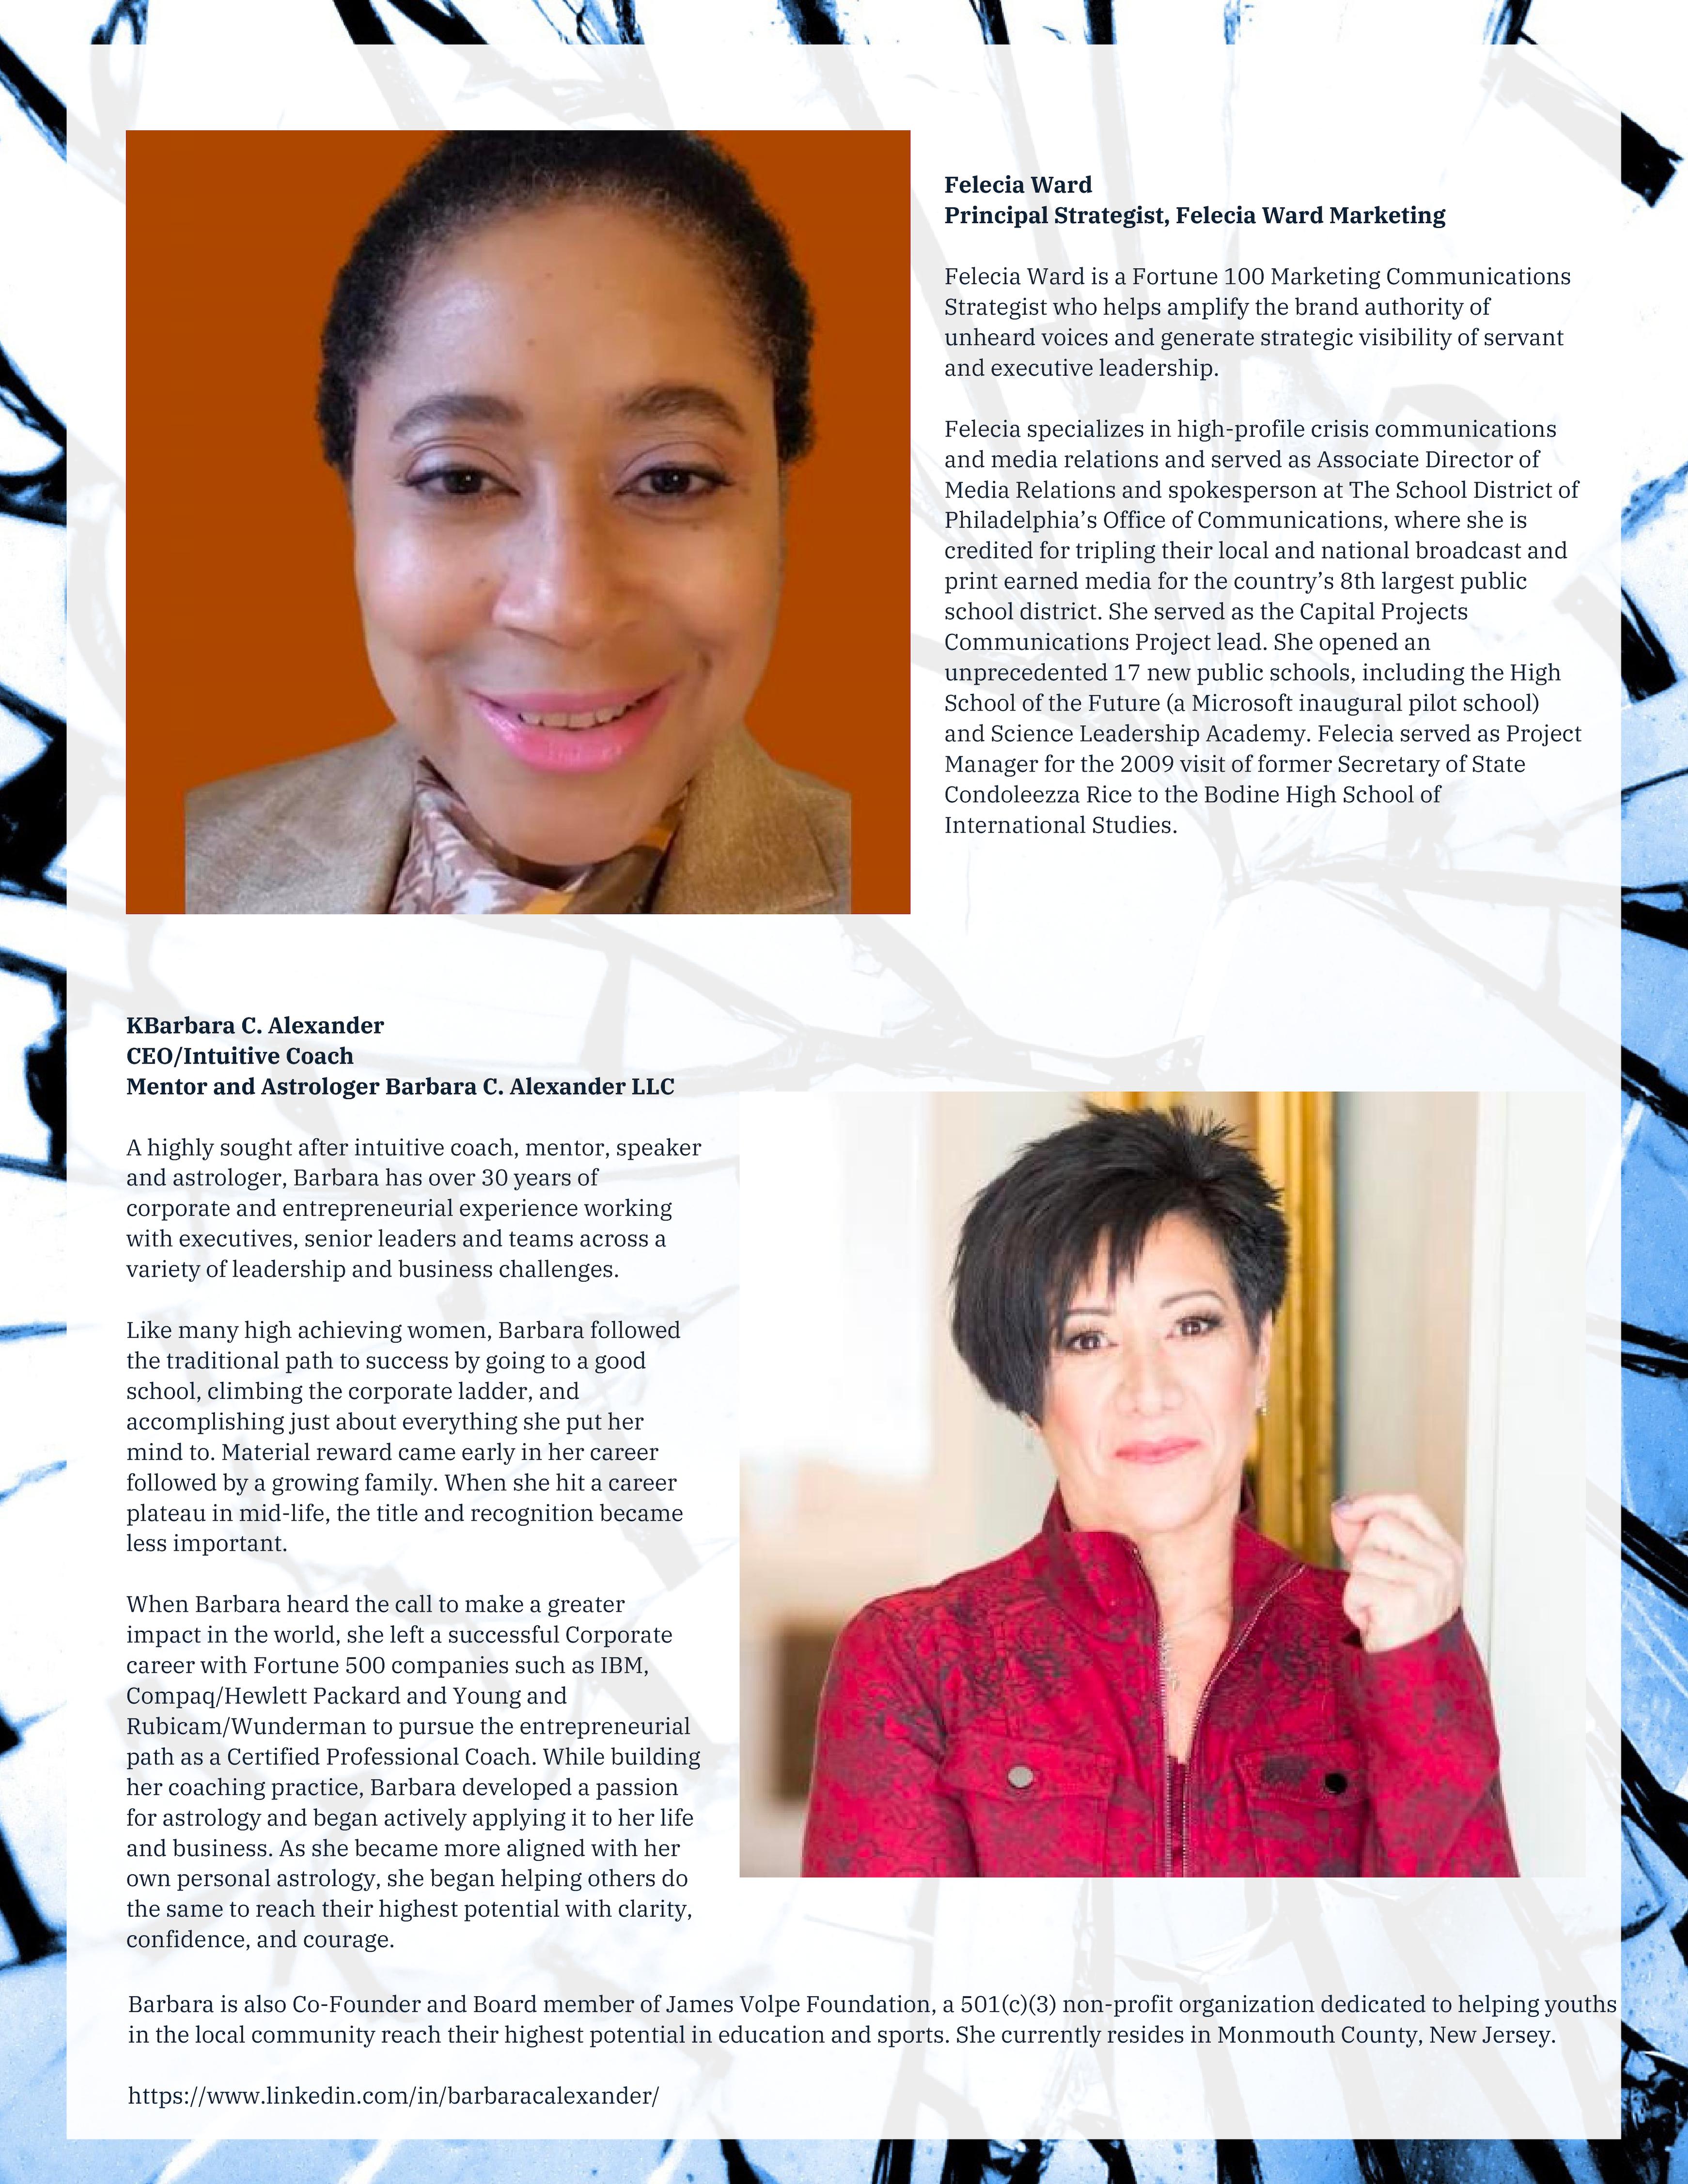 Felecia Ward
Principal Strategist, Felecia Ward Marketing
Felecia Ward is a Fortune 100 Marketing Communications
Strategist who helps amplify the brand authority of
unheard voices and generate strategic visibility of servant
and executive leadership.
Felecia specializes in high-profile crisis communications
and media relations and served as Associate Director of
Media Relations and spokesperson at The School District of
Philadelphia’s Office of Communications, where she is
credited for tripling their local and national broadcast and
print earned media for the country’s 8th largest public
school district. She served as the Capital Projects
Communications Project lead. She opened an
unprecedented 17 new public schools, including the High
School of the Future (a Microsoft inaugural pilot school)
and Science Leadership Academy. Felecia served as Project
Manager for the 2009 visit of former Secretary of State
Condoleezza Rice to the Bodine High School of
International Studies.
KBarbara C. Alexander
CEO/Intuitive Coach
Mentor and Astrologer Barbara C. Alexander LLC
A highly sought after intuitive coach, mentor, speaker
and astrologer, Barbara has over 30 years of
corporate and entrepreneurial experience working
with executives, senior leaders and teams across a
variety of leadership and business challenges.
Like many high achieving women, Barbara followed
the traditional path to success by going to a good
school, climbing the corporate ladder, and
accomplishing just about everything she put her
mind to. Material reward came early in her career
followed by a growing family. When she hit a career
plateau in mid-life, the title and recognition became
less important.
When Barbara heard the call to make a greater
impact in the world, she left a successful Corporate
career with Fortune 500 companies such as IBM,
Compaq/Hewlett Packard and Young and
Rubicam/Wunderman to pursue the entrepreneurial
path as a Certified Professional Coach. While building
her coaching practice, Barbara developed a passion
for astrology and began actively applying it to her life
and business. As she became more aligned with her
own personal astrology, she began helping others do
the same to reach their highest potential with clarity,
confidence, and courage.
Barbara is also Co-Founder and Board member of James Volpe Foundation, a 501(c)(3) non-profit organization dedicated to helping youths
in the local community reach their highest potential in education and sports. She currently resides in Monmouth County, New Jersey.
https://www.linkedin.com/in/barbaracalexander/